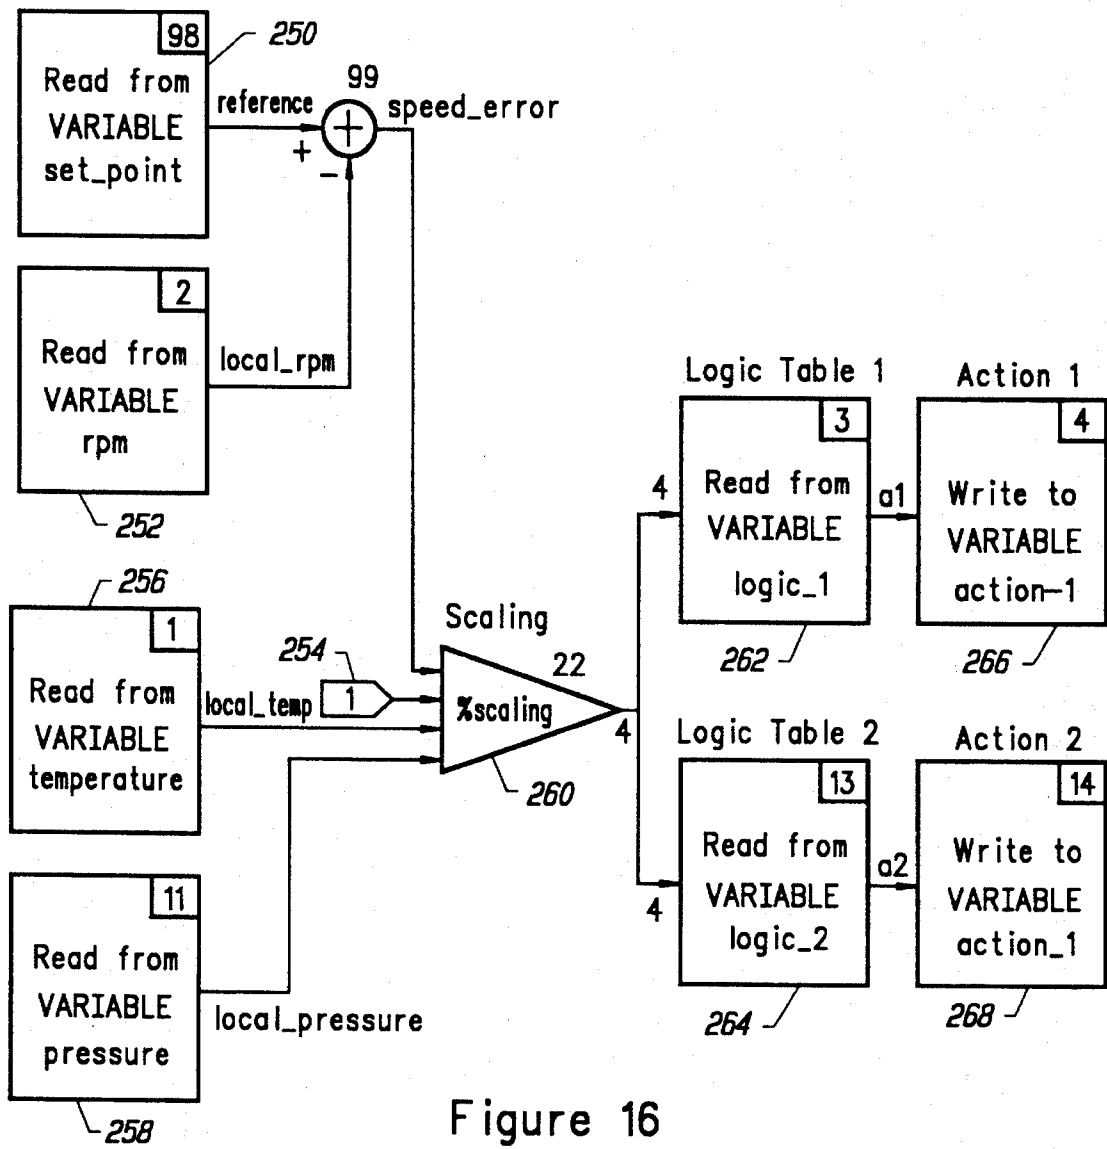 98
250
Read from
VARIABLE
set_point
reference
+
-
99
+
speed_error
2
Read from
VARIABLE
rpm
local_rpm
252
256
1
Read from
VARIABLE
temperature
local_temp
254
1
Scaling
22
%scaling
4
260
11
Read from
VARIABLE
pressure
local_pressure
258
Logic Table 1
3
4
Read from
VARIABLE
logic_1
a1
262
Action 1
4
Write to
VARIABLE
action-1
266
Logic Table 2
13
Read from
VARIABLE
logic_2
4
a2
264
Action 2
14
Write to
VARIABLE
action_1
268
Figure 16